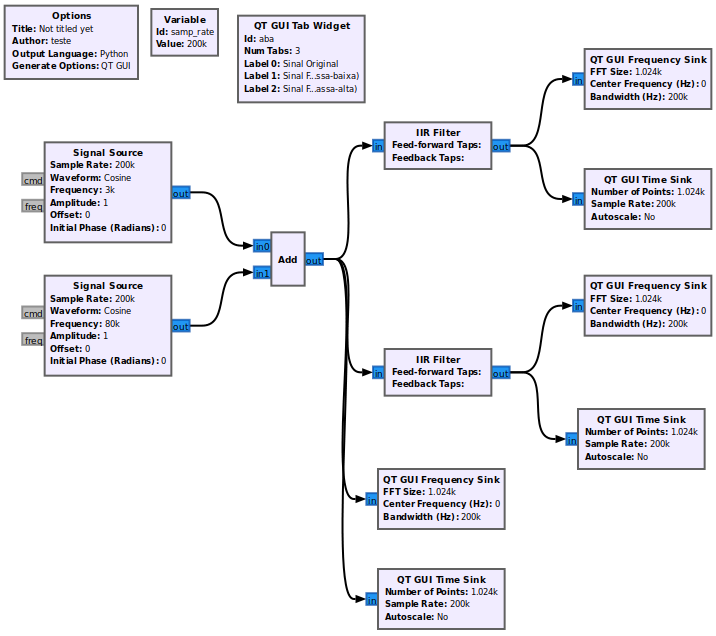 Options
Title: Not titled yet
Author: teste
Output Language: Python
Generate Options: QT GUI
Variable
Id: samp_rate
Value: 200k
QT GUI Tab Widget
Id: aba
Num Tabs: 3
Label 0: Sinal Original
Label 1: Sinal F...ssa-baixa)
Label 2: Sinal F...assa-alta)
Signal Source
Sample Rate: 200k
Waveform: Cosine
Frequency: 3k
Amplitude: 1
Offset: 0
Initial Phase (Radians): 0
cmd
freq
out
Signal Source
Sample Rate: 200k
Waveform: Cosine
Frequency: 80k
Amplitude: 1
Offset: 0
Initial Phase (Radians): 0
cmd
freq
out
in0
in1
Add
out
in
IIR Filter
Feed-forward Taps:
Feedback Taps:
out
in
QT GUI Frequency Sink
FFT Size: 1.024k
Center Frequency (Hz): 0
Bandwidth (Hz): 200k
in
QT GUI Time Sink
Number of Points: 1.024k
Sample Rate: 200k
Autoscale: No
in
IIR Filter
Feed-forward Taps:
Feedback Taps:
out
in
QT GUI Frequency Sink
FFT Size: 1.024k
Center Frequency (Hz): 0
Bandwidth (Hz): 200k
in
QT GUI Time Sink
Number of Points: 1.024k
Sample Rate: 200k
Autoscale: No
in
QT GUI Frequency Sink
FFT Size: 1.024k
Center Frequency (Hz): 0
Bandwidth (Hz): 200k
in
QT GUI Time Sink
Number of Points: 1.024k
Sample Rate: 200k
Autoscale: No